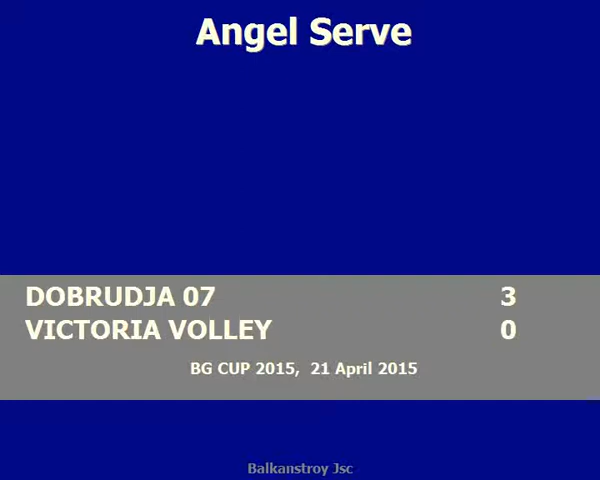 Angel Serve
DOBRUDJA 07 3
VICTORIA VOLLEY 0
BG CUP 2015, 21 April 2015
Balkanstroy Jsc